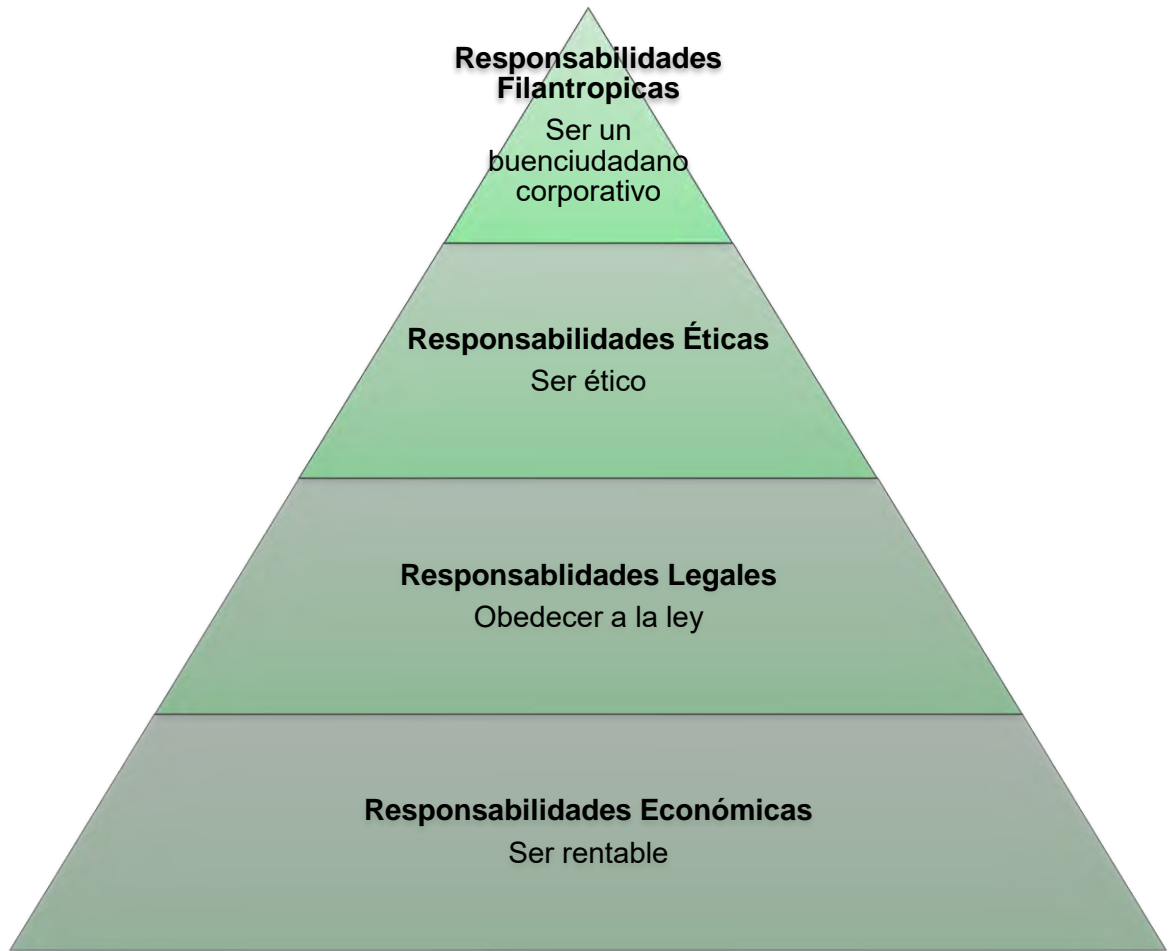 Responsabilidades
Filantropicas
Ser un
buenciudadano
corporativo
Responsabilidades Éticas
Ser ético
Responsablidades Legales
Obedecer a la ley
Responsabilidades Económicas
Ser rentable